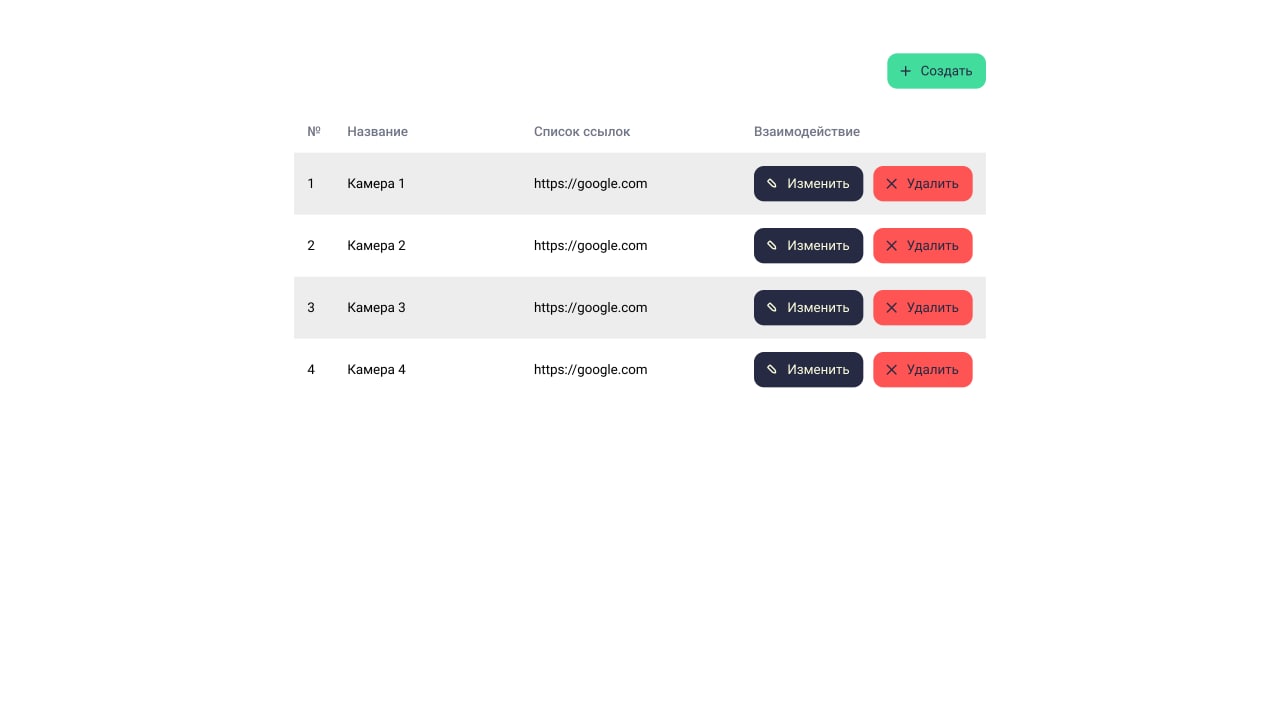 Создать
№ Название Список ссылок Взаимодействие
1 Камера 1 https://google.com Изменить Удалить
2 Камера 2 https://google.com Изменить Удалить
3 Камера 3 https://google.com Изменить Удалить
4 Камера 4 https://google.com Изменить Удалить